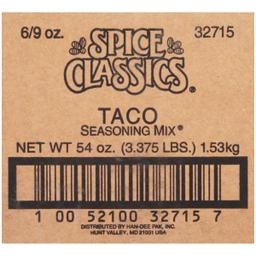 6/9 oz. 32715
SPICE
CLASSICS®
TACO
SEASONING MIX®
NET WT 54 oz. (3.375 LBS.) 1.53kg
1 00 52100 32715 7
DISTRIBUTED BY HAN-DEE PAK, INC.
HUNT VALLEY, MD 21031 USA